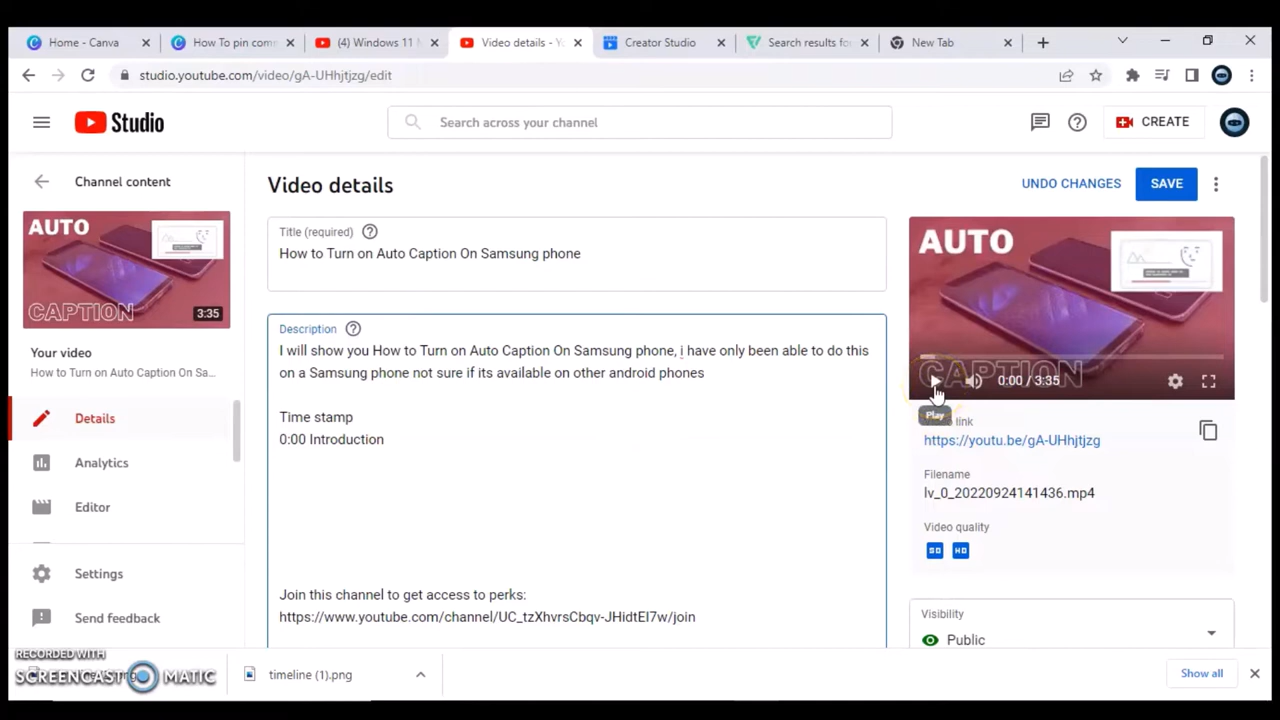 Home - Canva
How To pin com
(4) Windows 11 M
Video details - Yo
Creator Studio
Search results fo
New Tab
studio.youtube.com/video/gA-UHhjtjzg/edit
Studio
Search across your channel
CREATE
Channel content
Video details
UNDO CHANGES
SAVE
AUTO
CAPTION
3:35
Title (required)
How to Turn on Auto Caption On Samsung phone
AUTO
CAPTION
0:00 / 3:35
Play
Description
I will show you How to Turn on Auto Caption On Samsung phone, i have only been able to do this
on a Samsung phone not sure if its available on other android phones
Time stamp
0:00 Introduction
Your video
How to Turn on Auto Caption On Sa...
Details
Analytics
Editor
Settings
Send feedback
Video link
https://youtu.be/gA-UHhjtjzg
Filename
lv_0_20220924141436.mp4
Video quality
SD HD
Join this channel to get access to perks:
https://www.youtube.com/channel/UC_tzXhvrsCbqv-JHidtEI7w/join
Visibility
Public
RECORDED WITH
SCREENCAST MATIC
timeline (1).png
Show all